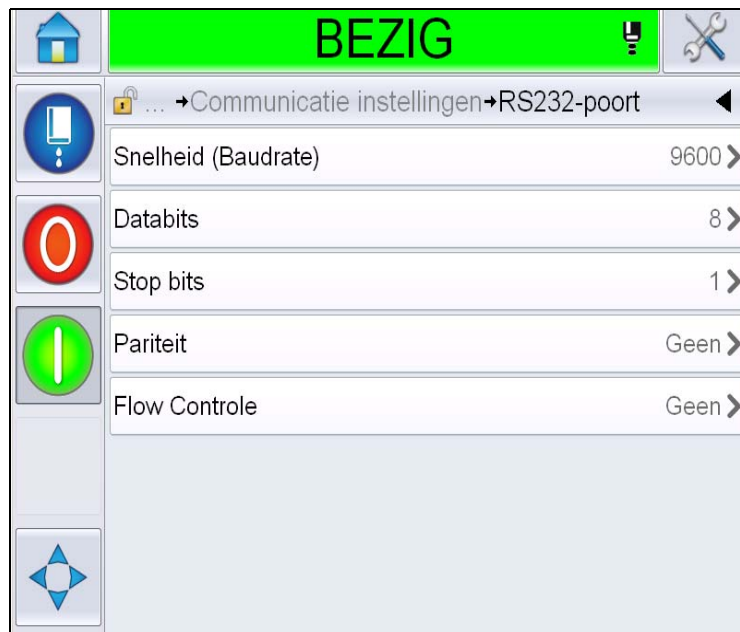 BEZIG
... →Communicatie instellingen→RS232-poort
Snelheid (Baudrate) 9600
Databits 8
Stop bits 1
Pariteit Geen
Flow Controle Geen